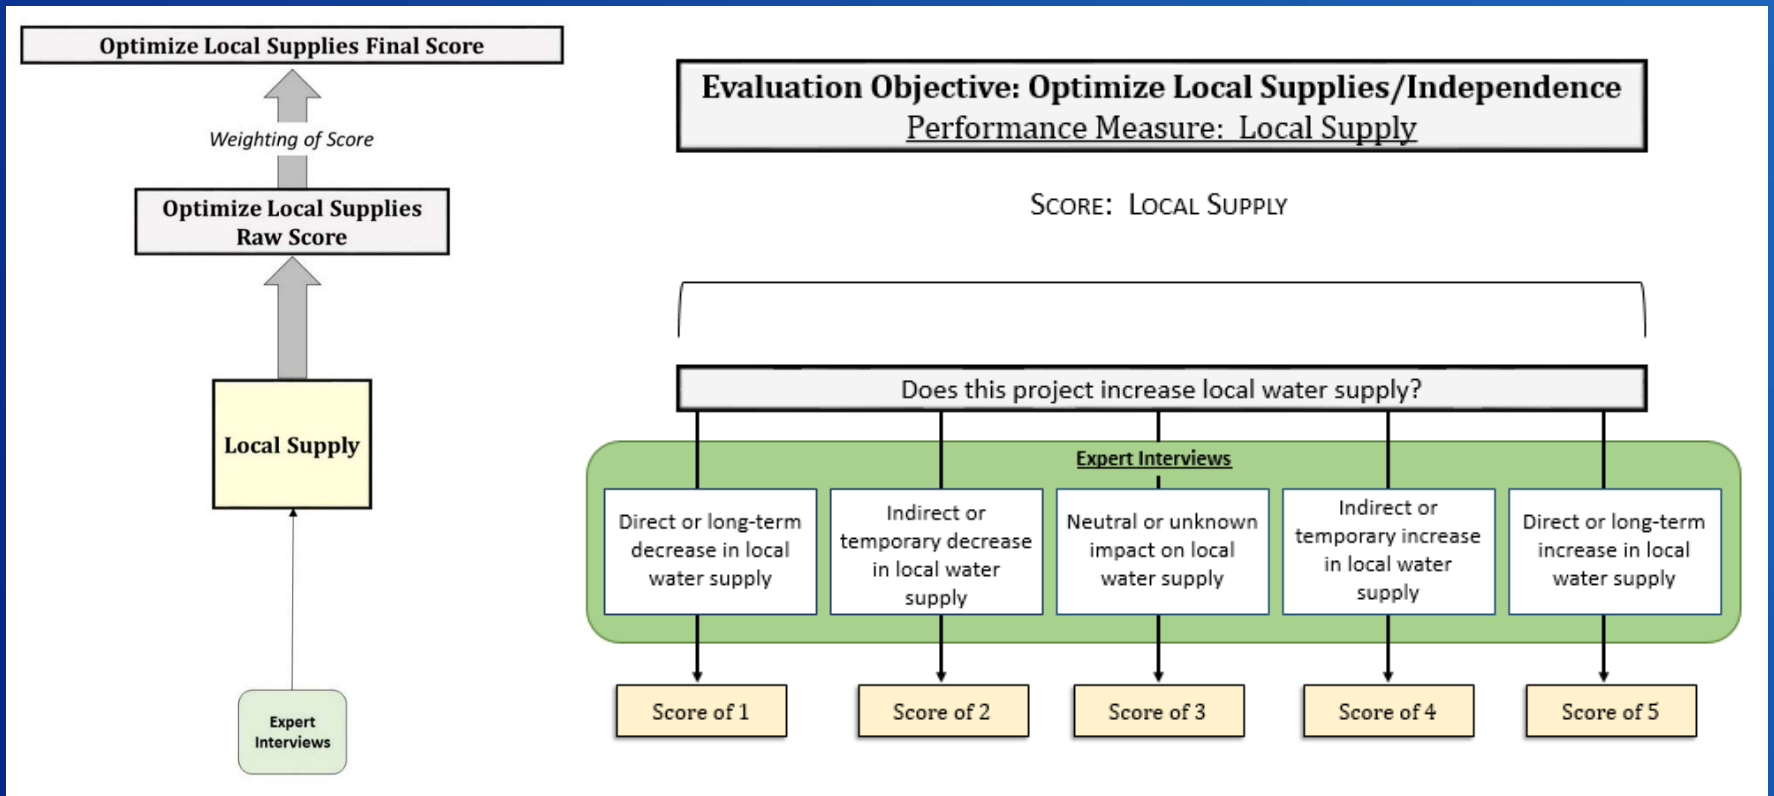 Optimize Local Supplies Final Score
Weighting of Score
Optimize Local Supplies
Raw Score
Local Supply
Expert
Interviews
Evaluation Objective: Optimize Local Supplies/Independence
Performance Measure:  Local Supply
SCORE:  LOCAL SUPPLY
Does this project increase local water supply?
Expert Interviews
Direct or long-term
decrease in local
water supply
Indirect or
temporary decrease
in local water
supply
Neutral or unknown
impact on local
water supply
Indirect or
temporary increase
in local water
supply
Direct or long-term
increase in local
water supply
Score of 1
Score of 2
Score of 3
Score of 4
Score of 5